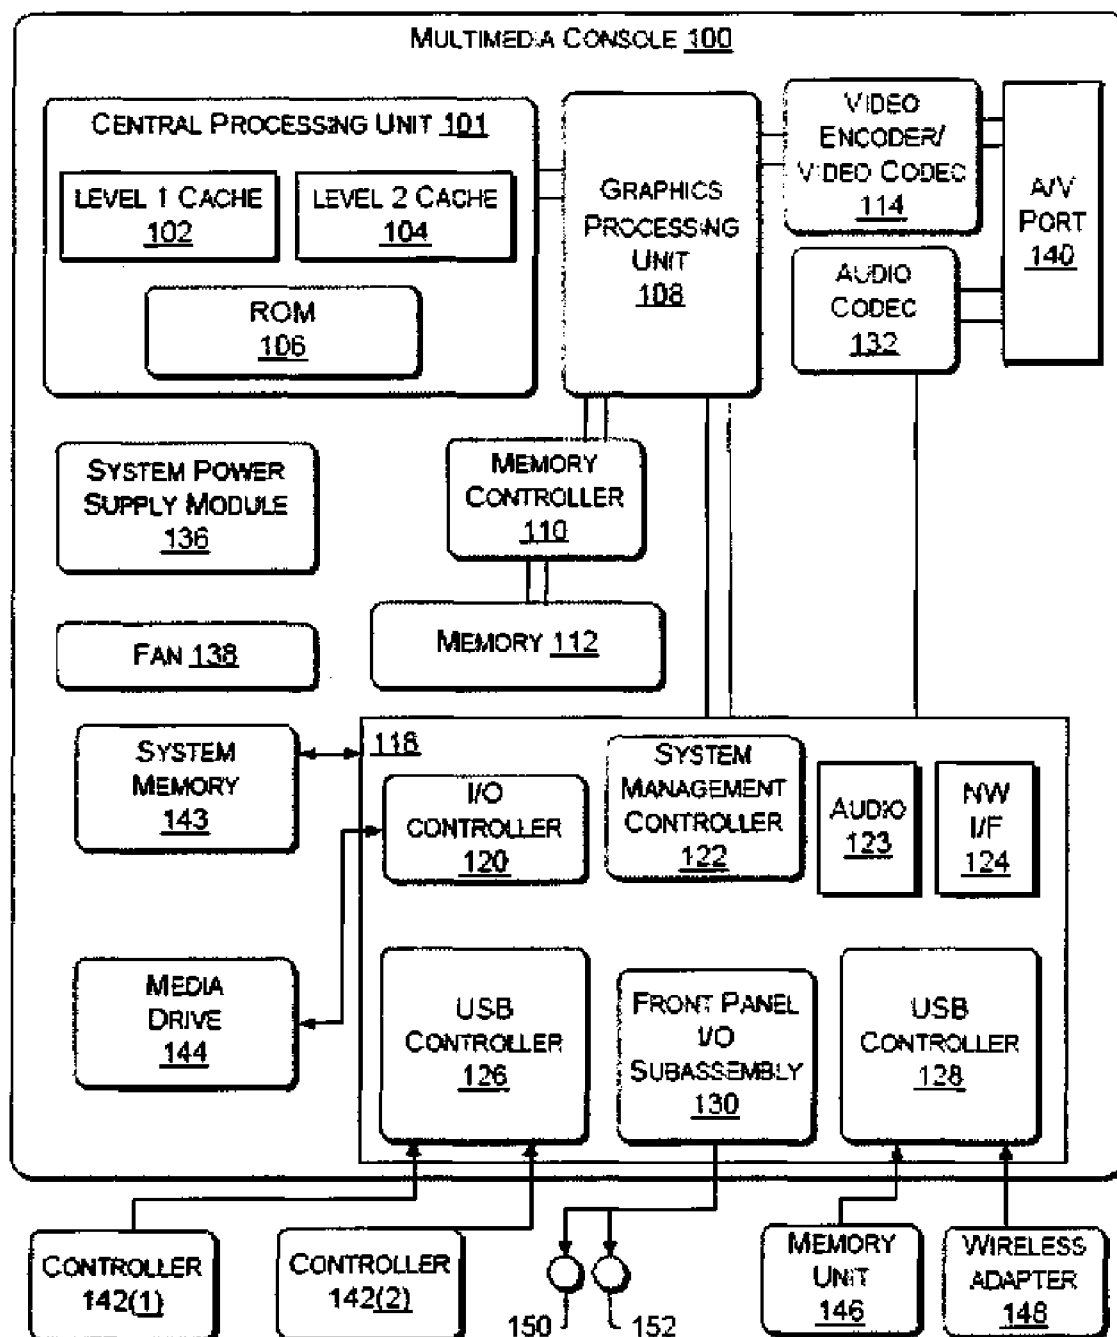 MULTIMEDIA CONSOLE 100
CENTRAL PROCESSING UNIT 101
LEVEL 1 CACHE
102
LEVEL 2 CACHE
104
ROM
106
GRAPHICS
PROCESSING
UNIT
108
VIDEO
ENCODER/
VIDEO CODEC
114
A/V
PORT
140
AUDIO
CODEC
132
SYSTEM POWER
SUPPLY MODULE
136
MEMORY
CONTROLLER
110
FAN 138
MEMORY 112
SYSTEM
MEMORY
143
118
I/O
CONTROLLER
120
SYSTEM
MANAGEMENT
CONTROLLER
122
AUDIO
123
NW
I/F
124
MEDIA
DRIVE
144
USB
CONTROLLER
126
FRONT PANEL
I/O
SUBASSEMBLY
130
USB
CONTROLLER
128
CONTROLLER
142(1)
CONTROLLER
142(2)
150
152
MEMORY
UNIT
146
WIRELESS
ADAPTER
148